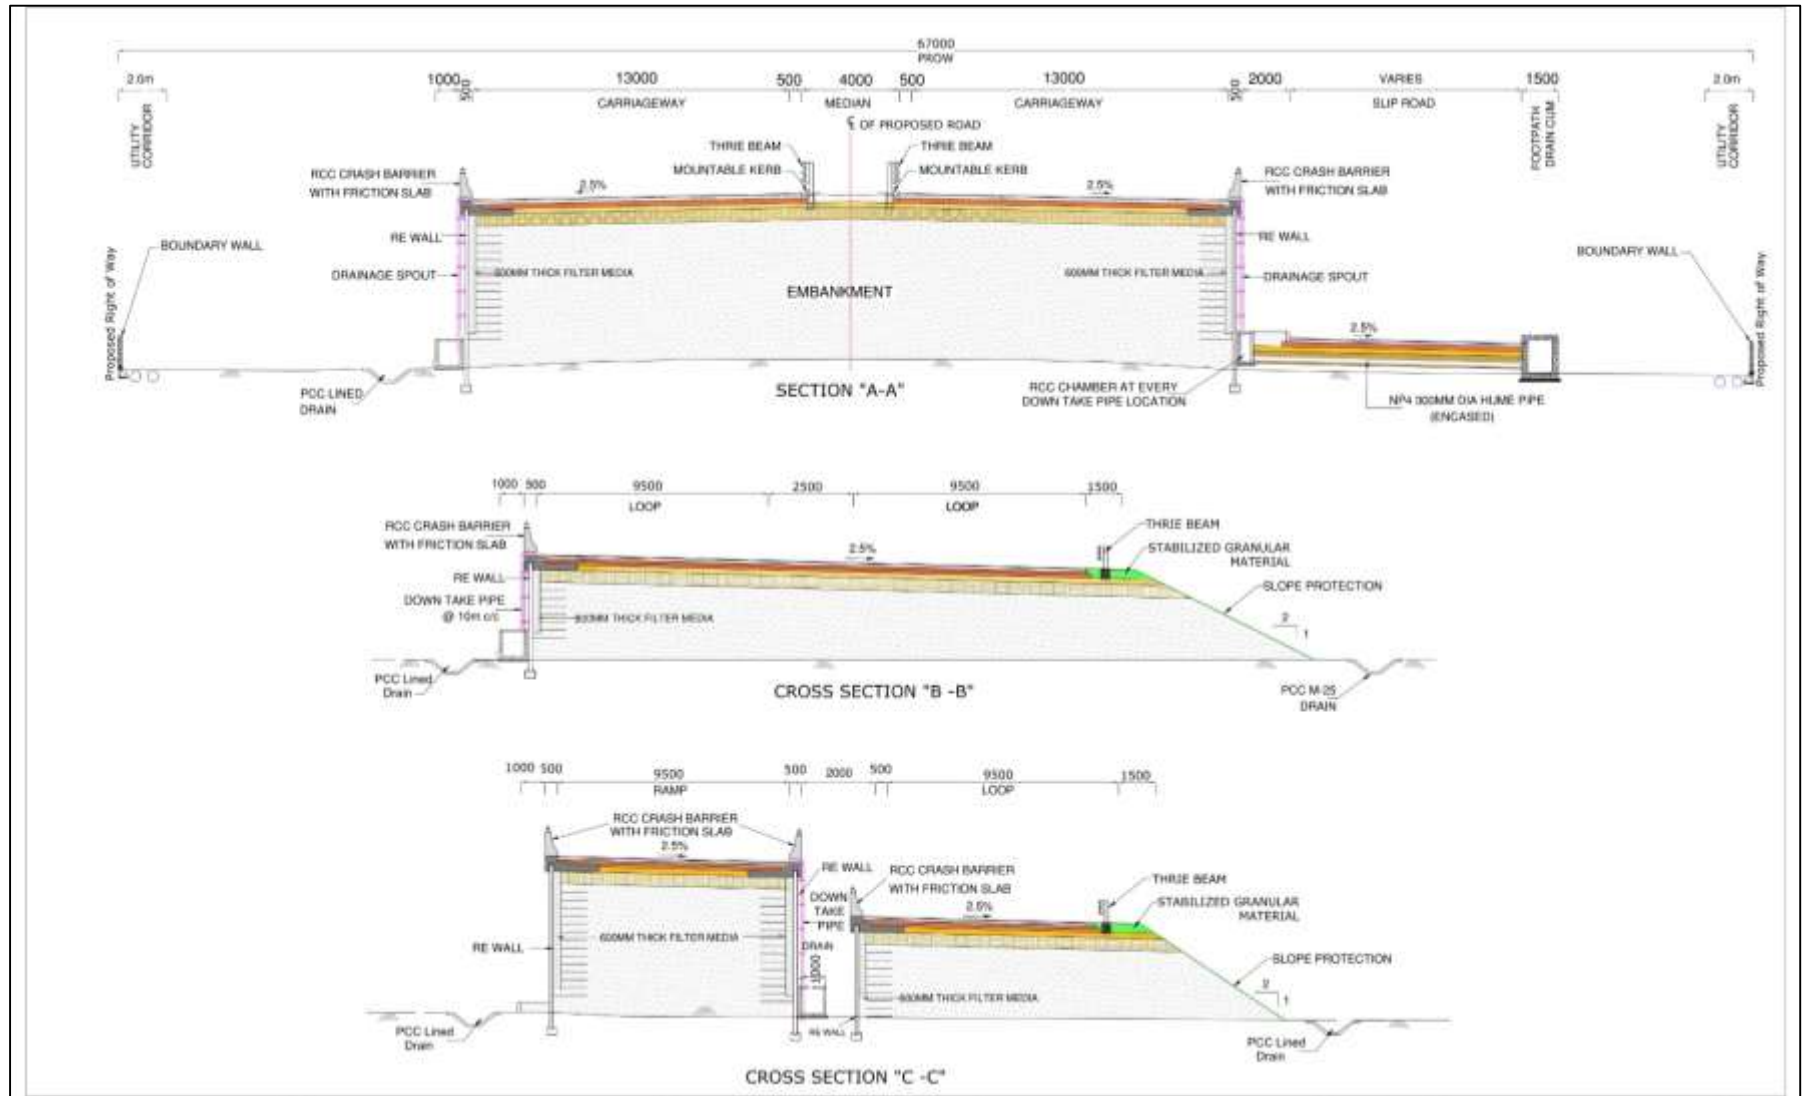 67000
PROW
2.0m 1000 500 13000 500 4000 500 13000 500 2000 VARIES 1500 2.0m
UTILITY CORRIDOR CARRIAGEWAY MEDIAN CARRIAGEWAY SLIP ROAD FOOTPATH DRAIN CUM UTILITY CORRIDOR
℄ OF PROPOSED ROAD
THRIE BEAM THRIE BEAM
MOUNTABLE KERB MOUNTABLE KERB
RCC CRASH BARRIER
WITH FRICTION SLAB
2.5% 2.5%
RCC CRASH BARRIER
WITH FRICTION SLAB
RE WALL RE WALL
BOUNDARY WALL BOUNDARY WALL
DRAINAGE SPOUT 600MM THICK FILTER MEDIA 600MM THICK FILTER MEDIA DRAINAGE SPOUT
EMBANKMENT
Proposed Right of Way Proposed Right of Way
2.5%
PCC LINED
DRAIN
SECTION "A-A"
RCC CHAMBER AT EVERY
DOWN TAKE PIPE LOCATION
NP4 DIA HUME PIPE
(ENCASED)
1000 500 9500 2500 9500 1500
LOOP LOOP
RCC CRASH BARRIER
WITH FRICTION SLAB
THRIE BEAM
2.5%
STABILIZED GRANULAR
MATERIAL
RE WALL
SLOPE PROTECTION
DOWN TAKE PIPE
@ 10m c/c
THICK FILTER MEDIA
2
1
PCC Lined
Drain
CROSS SECTION "B -B"
PCC M-25
DRAIN
1000 500 9500 500 2000 500 9500 1500
RAMP LOOP
RCC CRASH BARRIER
WITH FRICTION SLAB
2.5%
RE WALL
RCC CRASH BARRIER
WITH FRICTION SLAB
THRIE BEAM
DOWN
TAKE
PIPE
2.5%
STABILIZED GRANULAR
MATERIAL
RE WALL
600MM THICK FILTER MEDIA
DRAIN
1000
SLOPE PROTECTION
2
1
600MM THICK FILTER MEDIA
PCC Lined
Drain
RE WALL
PCC Lined
Drain
CROSS SECTION "C -C"